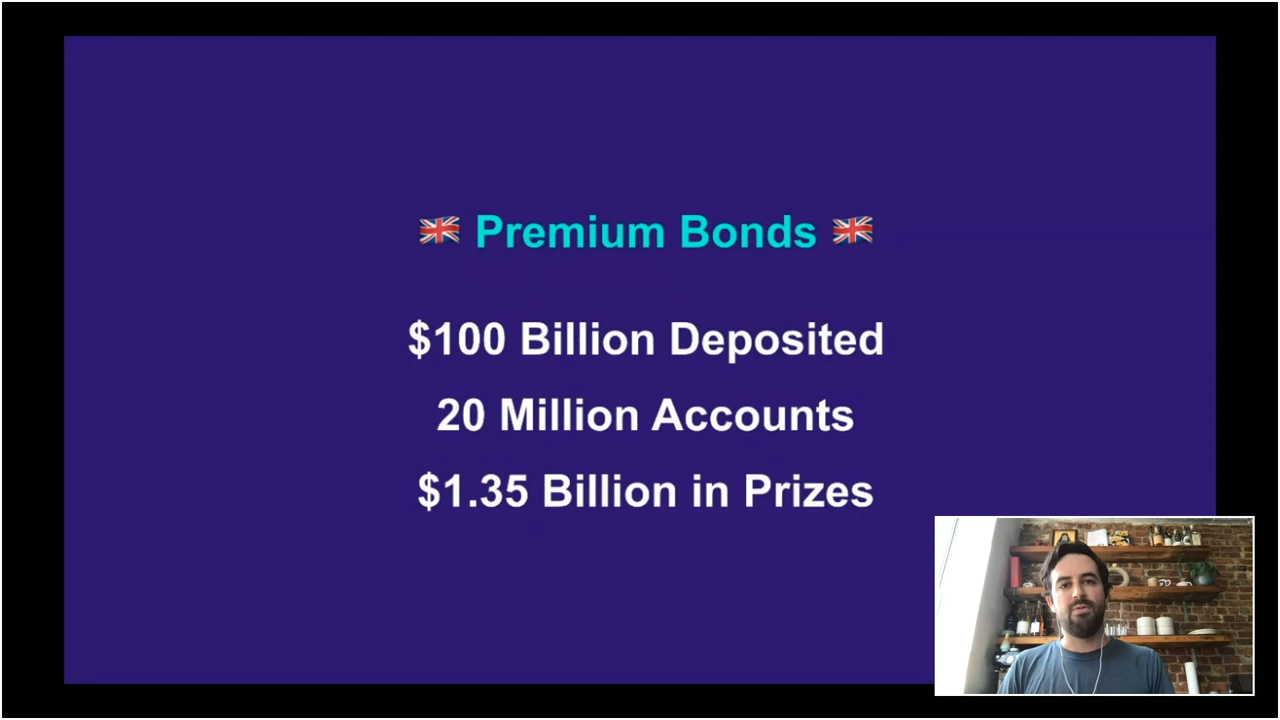 🇬🇧 Premium Bonds 🇬🇧
$100 Billion Deposited
20 Million Accounts
$1.35 Billion in Prizes